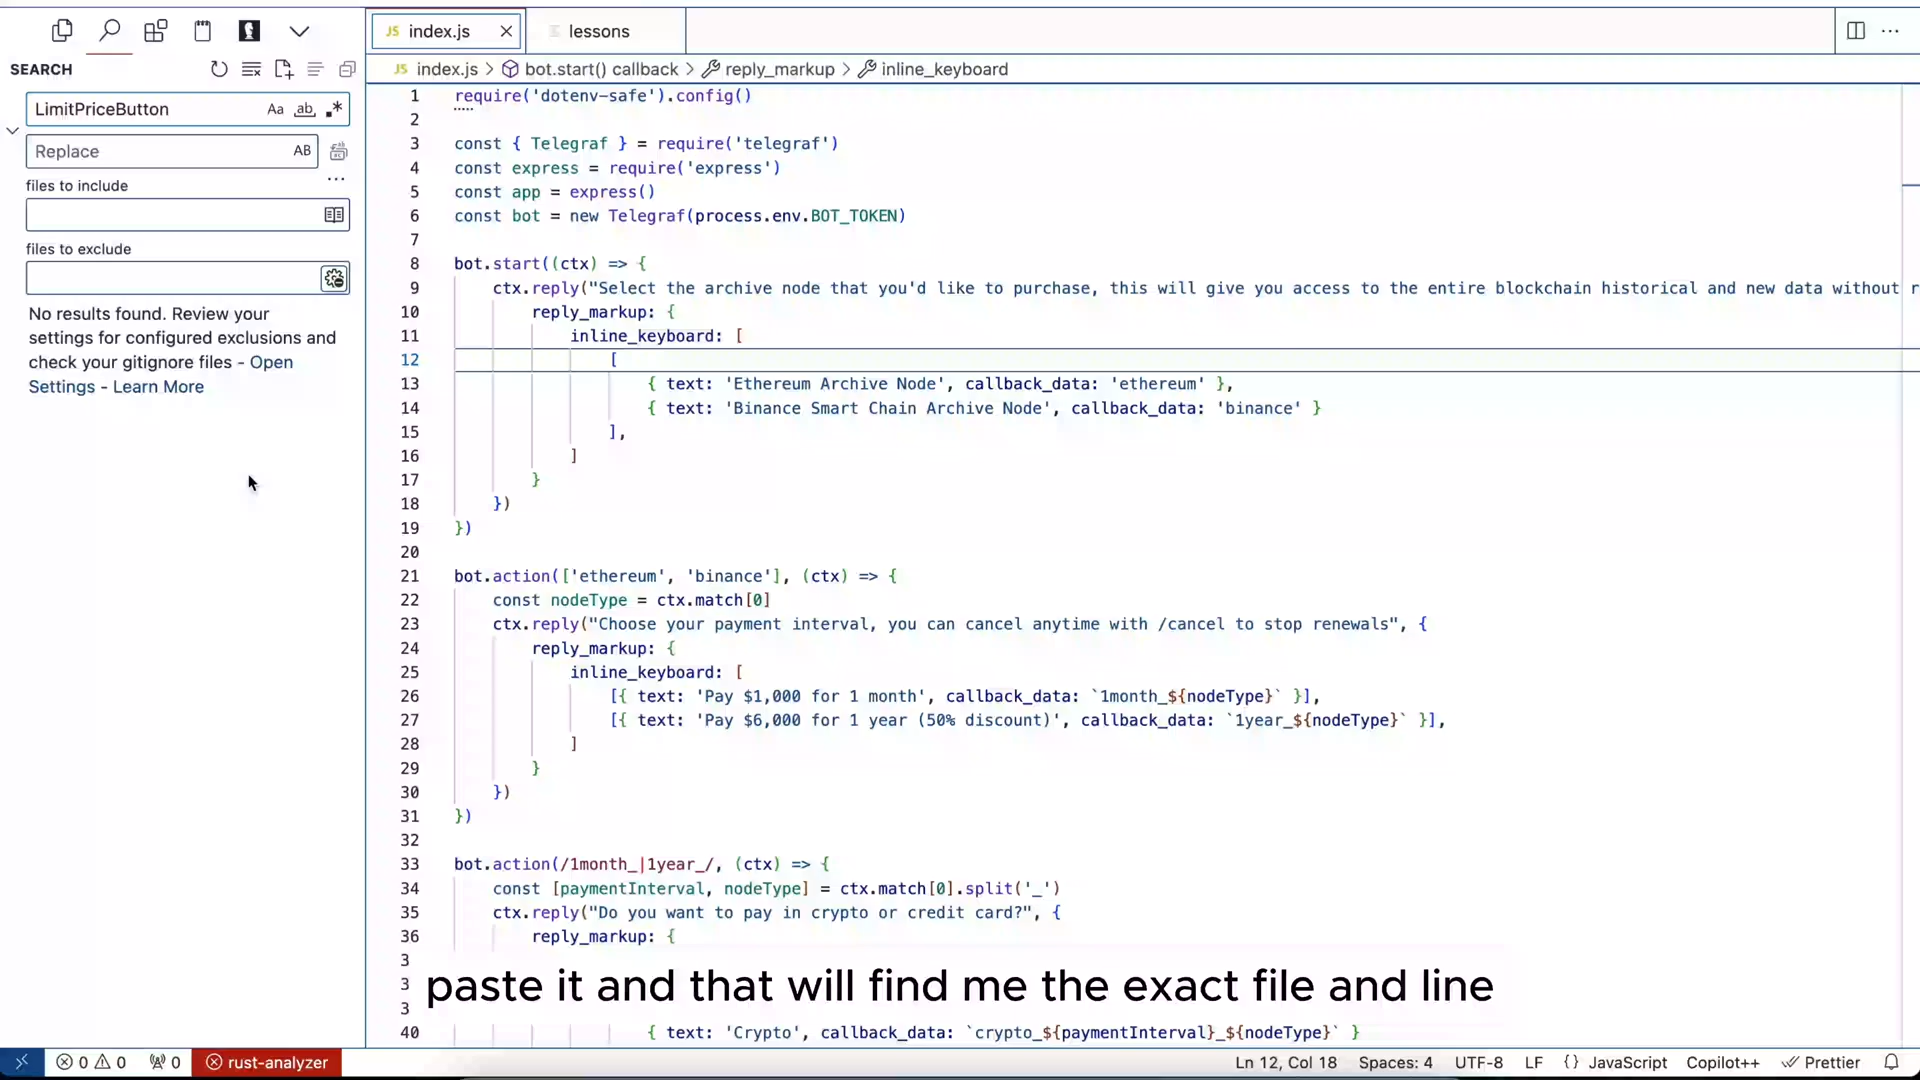 index.js
lessons
SEARCH
LimitPriceButton
Aa
ab
Replace
AB
files to include
files to exclude
No results found. Review your
settings for configured exclusions and
check your gitignore files - Open
Settings - Learn More
JS index.js > bot.start() callback > reply_markup > inline_keyboard
1 require('dotenv-safe').config()
2
3 const { Telegraf } = require('telegraf')
4 const express = require('express')
5 const app = express()
6 const bot = new Telegraf(process.env.BOT_TOKEN)
7
8 bot.start((ctx) => {
9 ctx.reply("Select the archive node that you'd like to purchase, this will give you access to the entire blockchain historical and new data without r
10 reply_markup: {
11 inline_keyboard: [
12 [
13 { text: 'Ethereum Archive Node', callback_data: 'ethereum' },
14 { text: 'Binance Smart Chain Archive Node', callback_data: 'binance' }
15 ],
16 ]
17 }
18 })
19 })
20
21 bot.action(['ethereum', 'binance'], (ctx) => {
22 const nodeType = ctx.match[0]
23 ctx.reply("Choose your payment interval, you can cancel anytime with /cancel to stop renewals", {
24 reply_markup: {
25 inline_keyboard: [
26 [{ text: 'Pay $1,000 for 1 month', callback_data: `1month_${nodeType}` }],
27 [{ text: 'Pay $6,000 for 1 year (50% discount)', callback_data: `1year_${nodeType}` }],
28 ]
29 }
30 })
31 })
32
33 bot.action(/1month_|1year_/, (ctx) => {
34 const [paymentInterval, nodeType] = ctx.match[0].split('_')
35 ctx.reply("Do you want to pay in crypto or credit card?", {
36 reply_markup: {
3
3
3
paste it and that will find me the exact file and line
40 { text: 'Crypto', callback_data: `crypto_${paymentInterval}_${nodeType}` }
0 0 0 rust-analyzer
Ln 12, Col 18 Spaces: 4 UTF-8 LF {} JavaScript Copilot++ Prettier